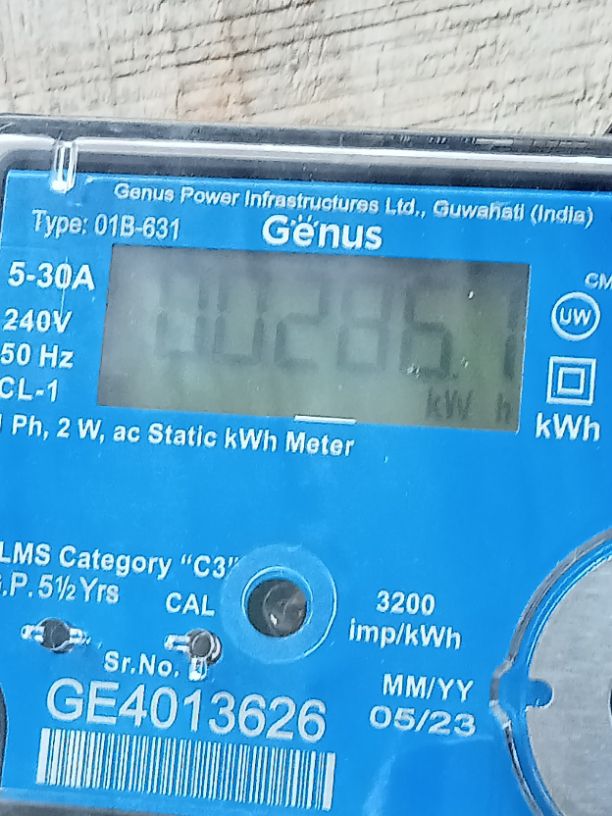 Genus Power Infrastructures Ltd., Guwahati (India)
Type: 01B-631
Genus
5-30A
240V
50 Hz
CL-1
CM
UW
kW h
kWh
Ph, 2 W, ac Static kWh Meter
LMS Category "C3"
.P. 5½ Yrs
CAL
3200
imp/kWh
Sr.No.
GE4013626
MM/YY
05/23